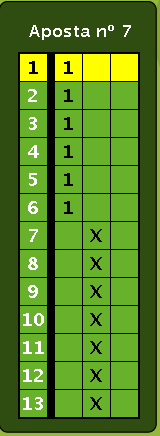 Aposta nº 7
1 1
2 1
3 1
4 1
5 1
6 1
7 X
8 X
9 X
10 X
11 X
12 X
13 X